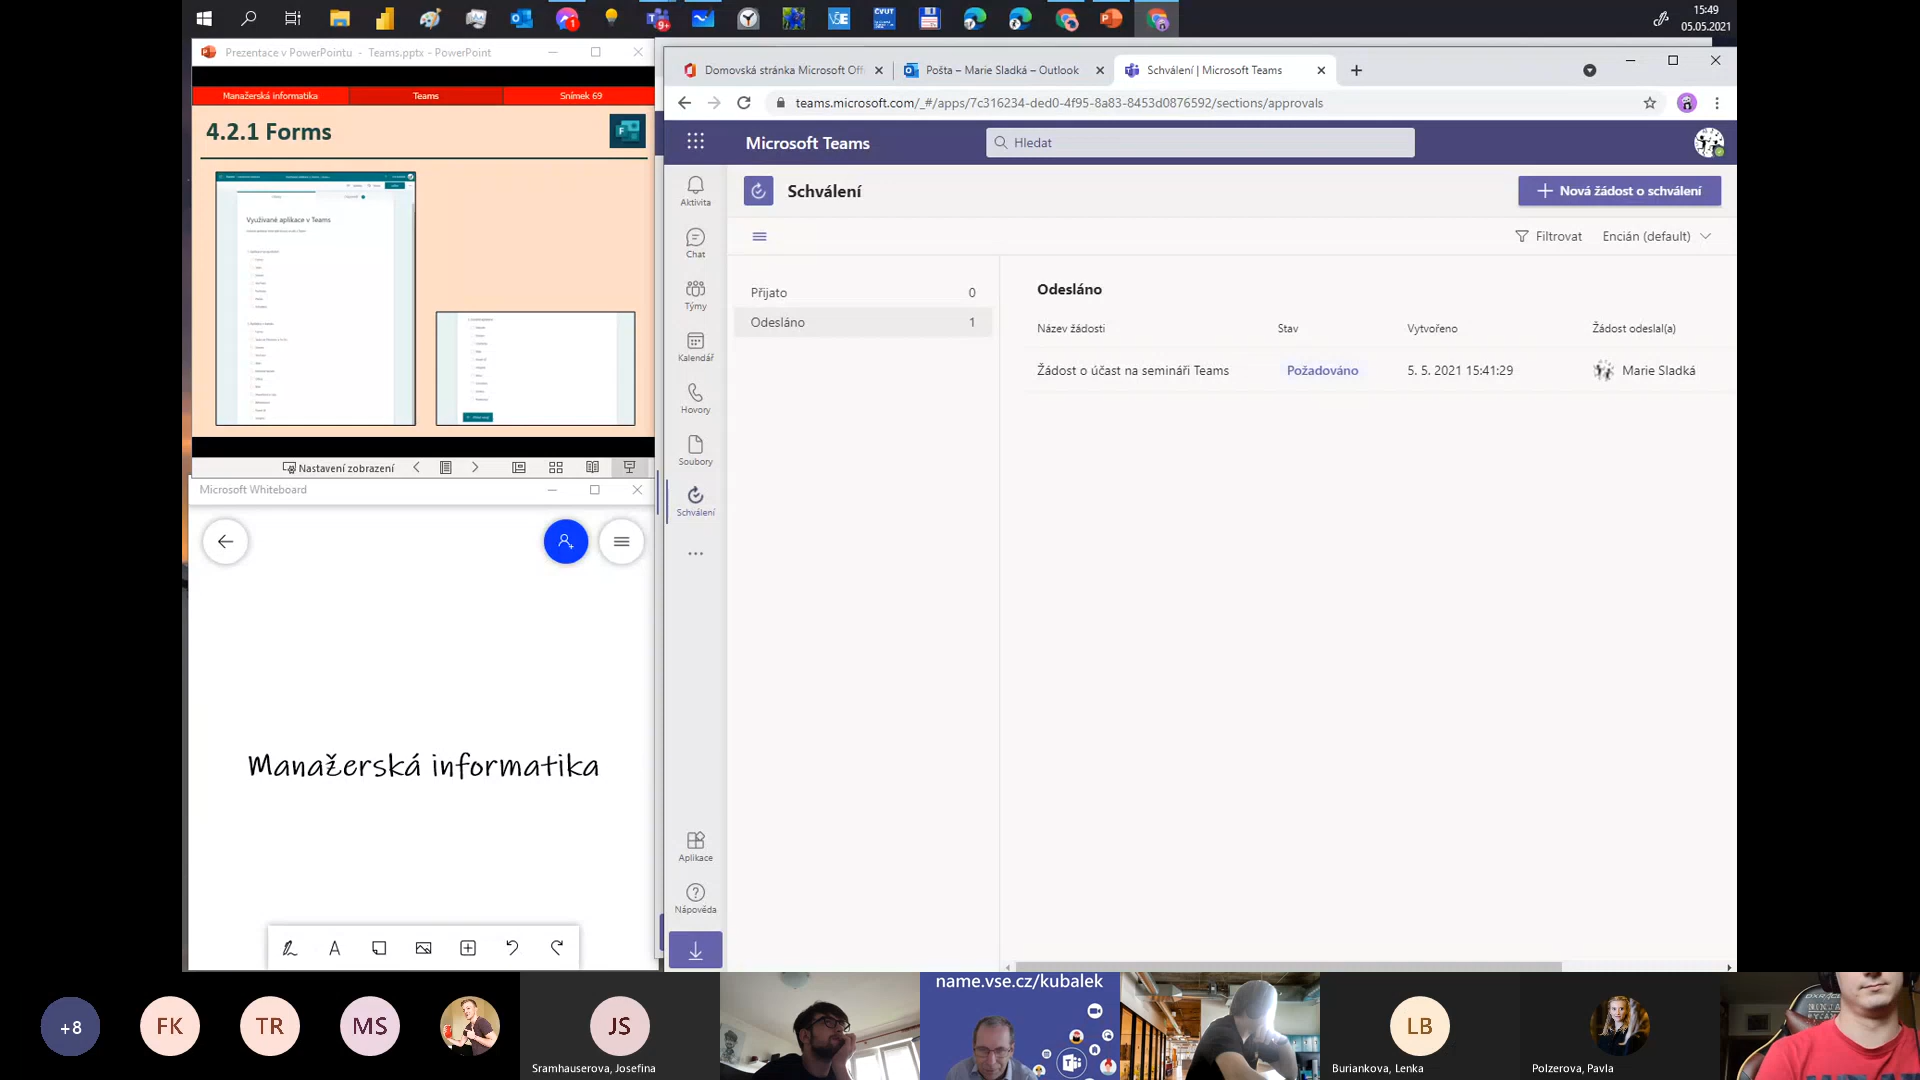 15:49
05.05.2021
Prezentace v PowerPointu - Teams.pptx - PowerPoint
Manažerská informatika
Teams
Snímek 69
4.2.1 Forms
Využívané aplikace v Teams
Nastavení zobrazení
Microsoft Whiteboard
Manažerská informatika
Domovská stránka Microsoft Off
Pošta – Marie Sladká – Outlook
Schválení | Microsoft Teams
teams.microsoft.com/_#/apps/7c316234-ded0-4f95-8a83-8453d0876592/sections/approvals
Microsoft Teams
Hledat
Aktivita
Chat
Týmy
Kalendář
Hovory
Soubory
Schválení
Aplikace
Nápověda
Schválení
Nová žádost o schválení
Filtrovat
Encián (default)
Přijato 0
Odesláno 1
Odesláno
Název žádosti Stav Vytvořeno Žádost odeslal(a)
Žádost o účast na semináři Teams Požadováno 5. 5. 2021 15:41:29 Marie Sladká
+8
FK
TR
MS
JS
Sramhauserova, Josefina
name.vse.cz/kubalek
LB
Buriankova, Lenka
Polzerova, Pavla